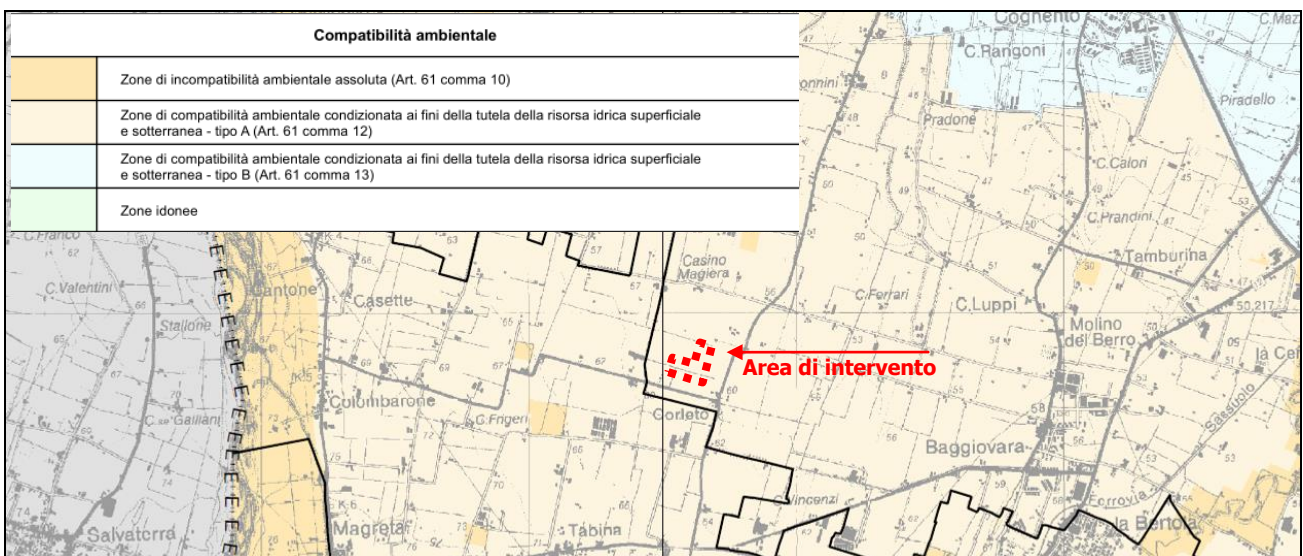 Compatibilità ambientale
Zone di incompatibilità ambientale assoluta (Art. 61 comma 10)
Zone di compatibilità ambientale condizionata ai fini della tutela della risorsa idrica superficiale
e sotterranea - tipo A (Art. 61 comma 12)
Zone di compatibilità ambientale condizionata ai fini della tutela della risorsa idrica superficiale
e sotterranea - tipo B (Art. 61 comma 13)
Zone idonee
Cognento
C.Rangoni
Piradello
Pradone
C.Calori
C.Prandini
Tamburina
C.Franco
C.Valentini
Stallone
Cantone
Casette
Casino
Magiera
C.Ferrari
C.Luppi
Molino
del Berro
Area di intervento
Colombarone
C.Frigeri
Corleto
Baggiovara
Sassuolo
Ferrovia
C.Vincenzi
Salvaterra
Magreta
Tabina
la Bertola